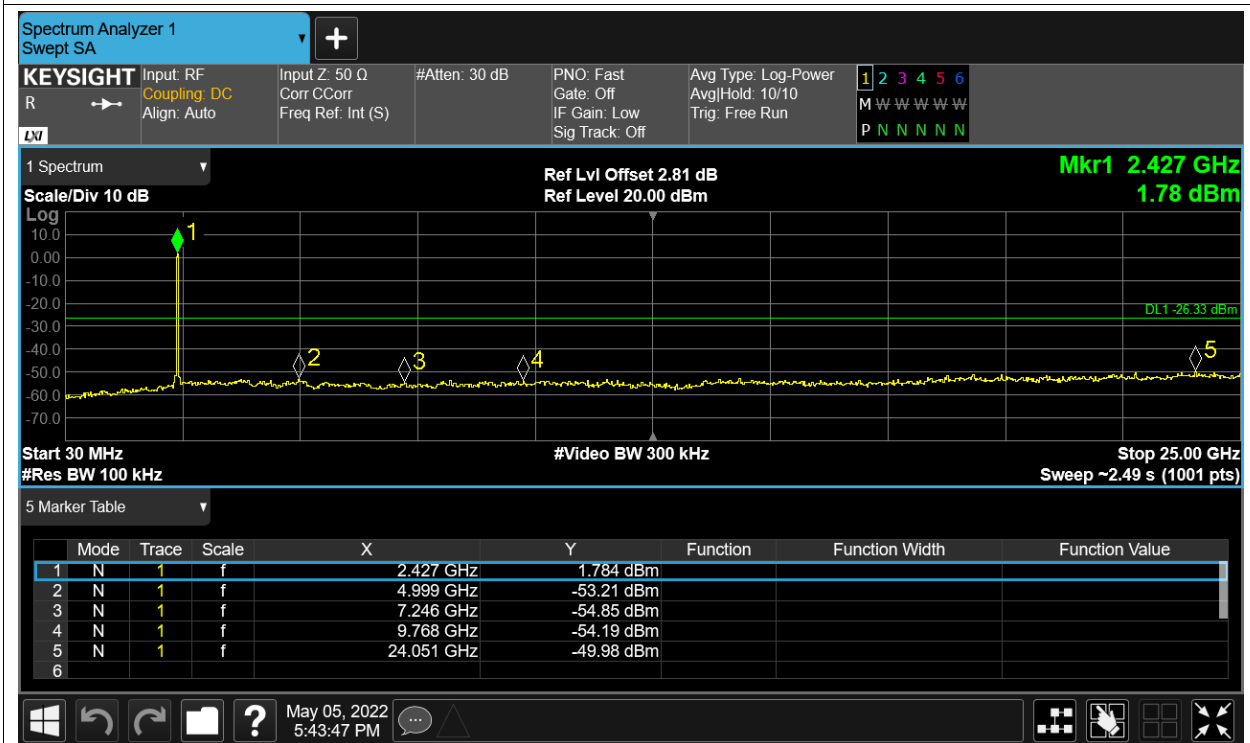 Spectrum Analyzer 1
Swept SA
KEYSIGHT Input: RF Input Z: 50 Ω #Atten: 30 dB PNO: Fast Avg Type: Log-Power 1 2 3 4 5 6
R Coupling: DC Corr CCorr Gate: Off Avg|Hold: 10/10 M W W W W W
Align: Auto Freq Ref: Int (S) IF Gain: Low Trig: Free Run
LXI Sig Track: Off P N N N N N
1 Spectrum Ref Lvl Offset 2.81 dB Mkr1 2.427 GHz
Scale/Div 10 dB Ref Level 20.00 dBm 1.78 dBm
Log
10.0 1
0.00
-10.0
-20.0 DL1 -26.33 dBm
-30.0
-40.0 2 3 4 5
-50.0
-60.0
-70.0
Start 30 MHz #Video BW 300 kHz Stop 25.00 GHz
#Res BW 100 kHz Sweep ~2.49 s (1001 pts)
5 Marker Table
Mode Trace Scale X Y Function Function Width Function Value
1 N 1 f 2.427 GHz 1.784 dBm
2 N 1 f 4.999 GHz -53.21 dBm
3 N 1 f 7.246 GHz -54.85 dBm
4 N 1 f 9.768 GHz -54.19 dBm
5 N 1 f 24.051 GHz -49.98 dBm
6
? May 05, 2022
5:43:47 PM